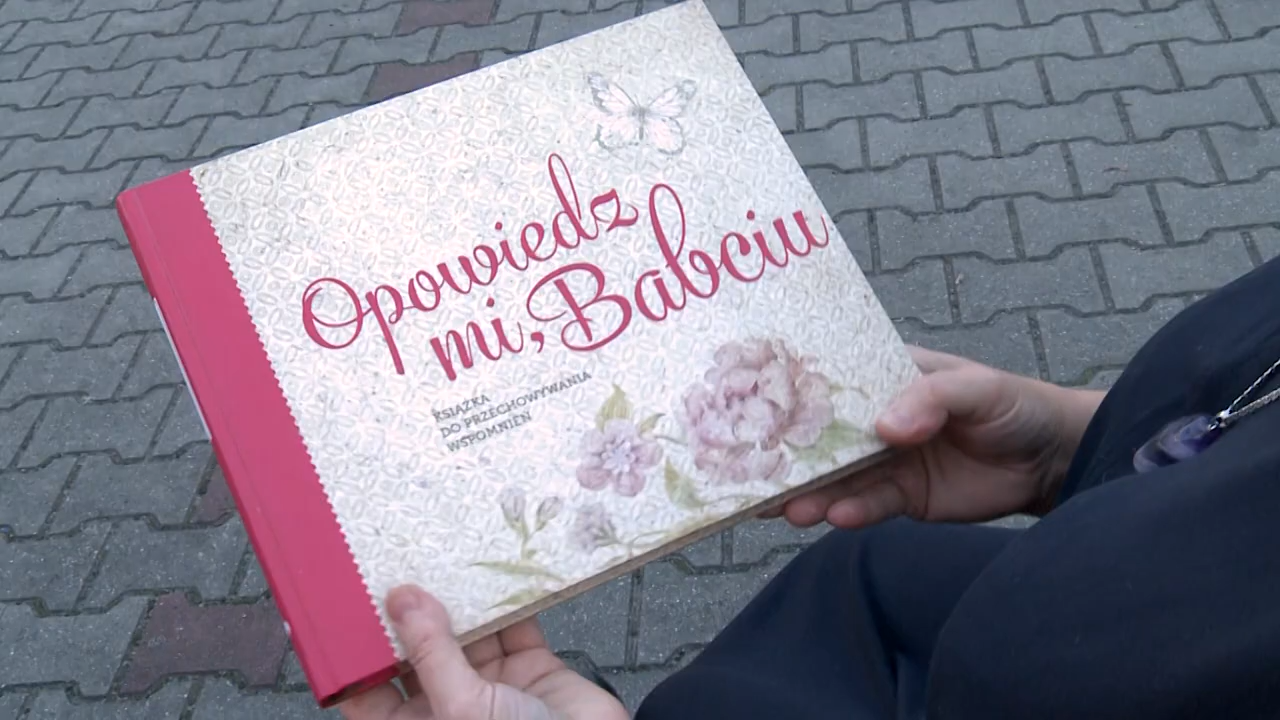 Opowiedz
mi, Babciu
KSIĄŻKA
DO PRZECHOWYWANIA
WSPOMNIEŃ